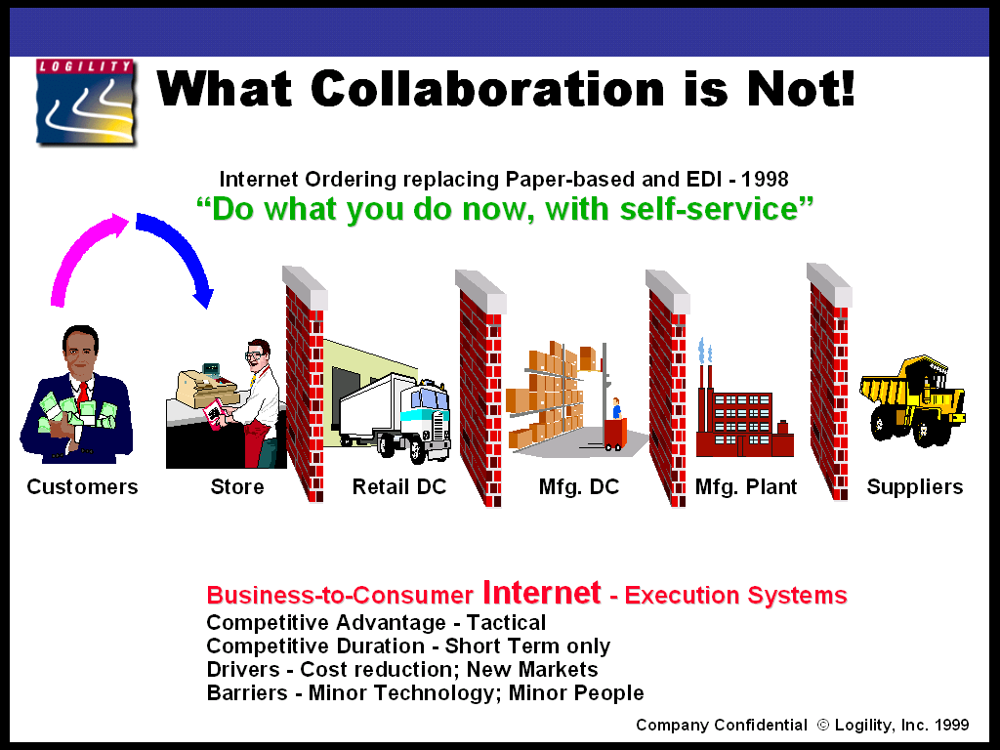 LOGILITY
What Collaboration is Not!
Internet Ordering replacing Paper-based and EDI - 1998
“Do what you do now, with self-service”
Customers Store Retail DC Mfg. DC Mfg. Plant Suppliers
Business-to-Consumer Internet - Execution Systems
Competitive Advantage - Tactical
Competitive Duration - Short Term only
Drivers - Cost reduction; New Markets
Barriers - Minor Technology; Minor People
Company Confidential © Logility, Inc. 1999